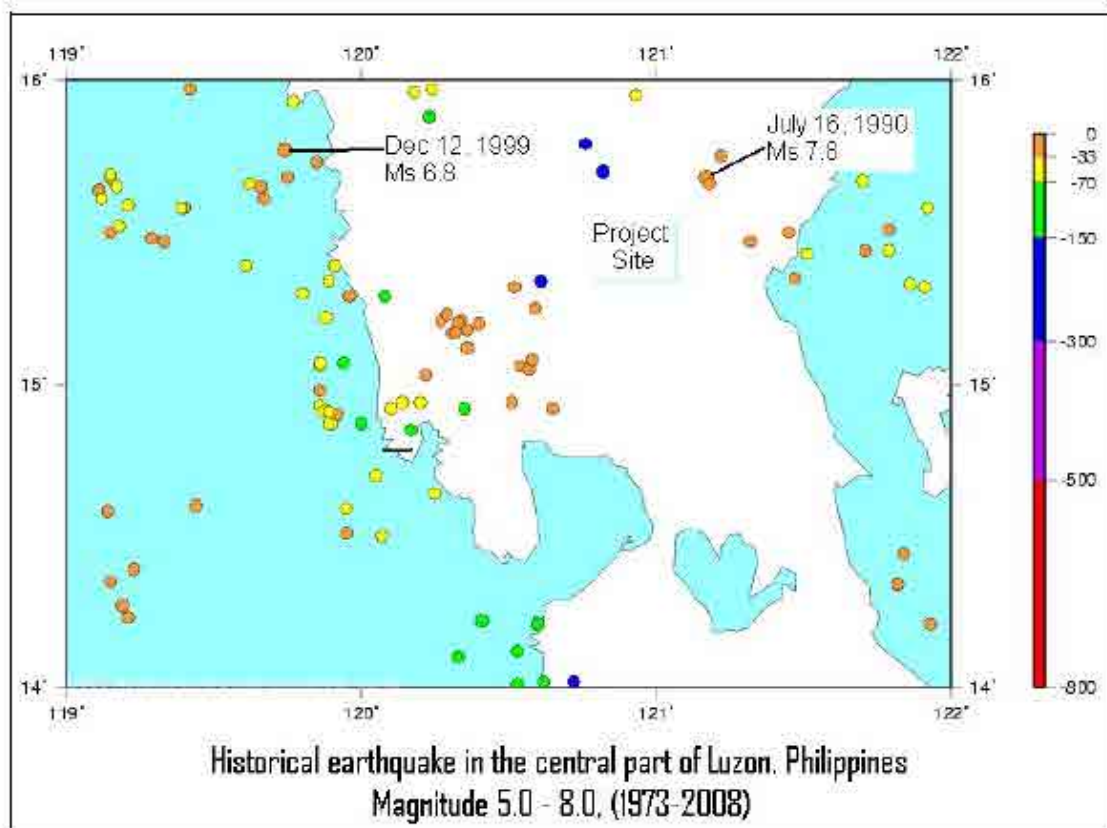 119° 120° 121° 122°
16° 16°
Dec 12, 1999
Ms 6.8
July 16, 1990
Ms 7.8
Project
Site
15° 15°
14° 14°
119° 120° 121° 122°
0
-33
-70
-150
-300
-500
-800
Historical earthquake in the central part of Luzon, Philippines
Magnitude 5.0 - 8.0, (1973-2008)